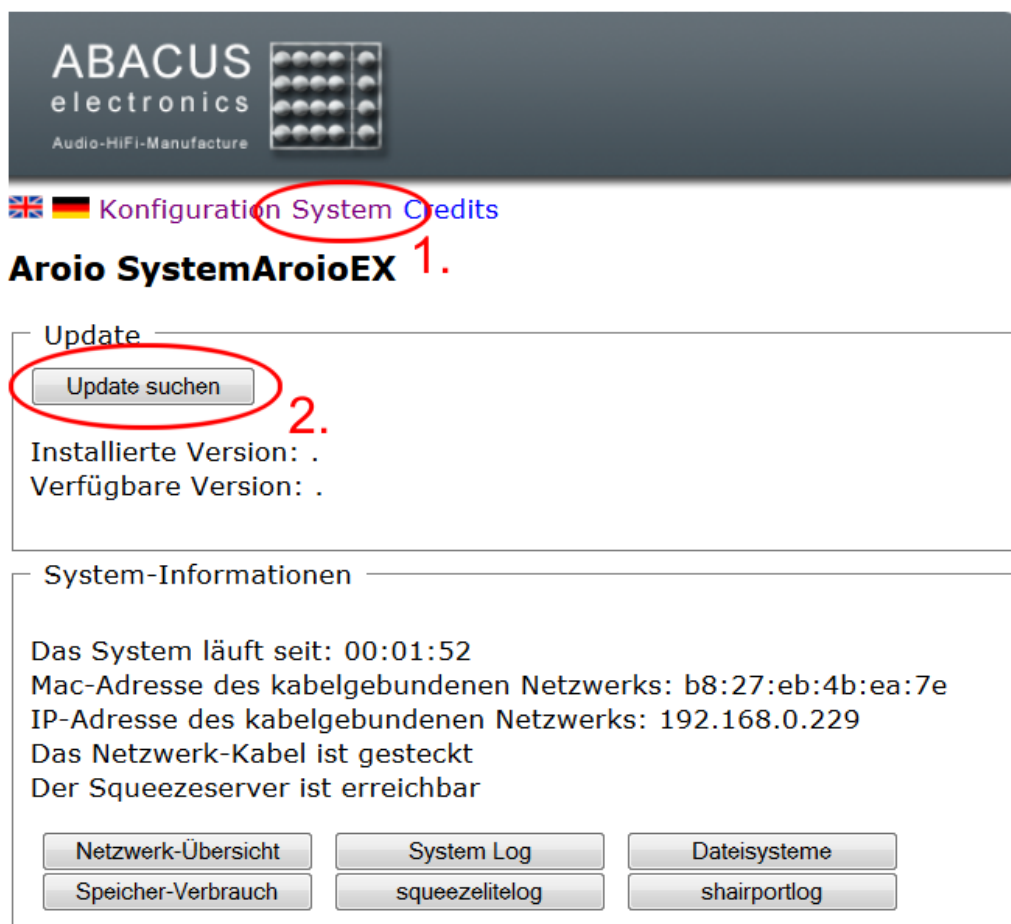 ABACUS
electronics
Audio-HiFi-Manufacture
Konfiguration System Credits
1.
Aroio SystemAroioEX
Update
Update suchen
2.
Installierte Version: .
Verfügbare Version: .
System-Informationen
Das System läuft seit: 00:01:52
Mac-Adresse des kabelgebundenen Netzwerks: b8:27:eb:4b:ea:7e
IP-Adresse des kabelgebundenen Netzwerks: 192.168.0.229
Das Netzwerk-Kabel ist gesteckt
Der Squeezeserver ist erreichbar
Netzwerk-Übersicht System Log Dateisysteme
Speicher-Verbrauch squeezelitelog shairportlog